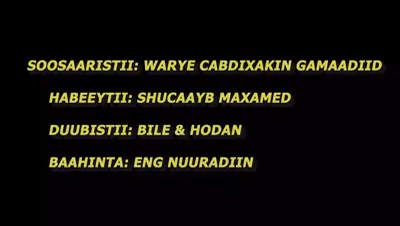 SOOSAARISTII: WARYE CABDIXAKIN GAMAADIID
HABEEYTII: SHUCAAYB MAXAMED
DUUBISTII: BILE & HODAN
BAAHINTA: ENG NUURADIIN